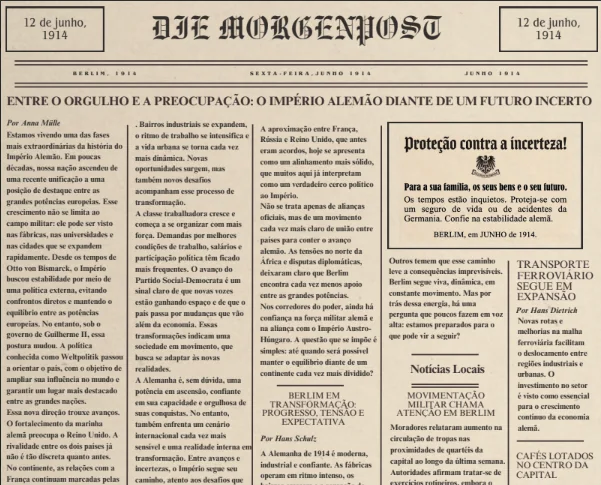 12 de junho,
1914
DIE MORGENPOST
12 de junho,
1914
BERLIM, 1914
SEXTA-FEIRA, JUNHO 1914
JUNHO 1914
ENTRE O ORGULHO E A PREOCUPAÇÃO: O IMPÉRIO ALEMÃO DIANTE DE UM FUTURO INCERTO
Por Anna Mülle
Estamos vivendo uma das fases
mais extraordinárias da história do
Império Alemão. Em poucas
décadas, nossa nação ascendeu de
uma recente unificação a uma
posição de destaque entre as
grandes potências europeias. Esse
crescimento não se limita ao
campo militar: ele pode ser visto
nas fábricas, nas universidades e
nas cidades que se expandem
rapidamente. Desde os tempos de
Otto von Bismarck, o Império
buscou estabilidade por meio de
uma política externa, evitando
confrontos diretos e mantendo o
equilíbrio entre as potências
europeias. No entanto, sob o
governo de Guilherme II, essa
postura mudou. A política
conhecida como Weltpolitik passou
a orientar o país, com o objetivo de
ampliar sua influência no mundo e
garantir um lugar mais destacado
entre as grandes nações.
Essa nova direção trouxe avanços.
O fortalecimento da marinha
alemã preocupa o Reino Unido. A
rivalidade entre os dois países já
não é tão discreta quanto antes.
No continente, as relações com a
França continuam marcadas pelas
. Bairros industriais se expandem,
o ritmo de trabalho se intensifica e
a vida urbana se torna cada vez
mais dinâmica. Novas
oportunidades surgem, mas
também novos desafios
acompanham esse processo de
transformação.
A classe trabalhadora cresce e
começa a se organizar com mais
força. Demandas por melhores
condições de trabalho, salários e
participação política têm ficado
mais frequentes. O avanço do
Partido Social-Democrata é um
sinal claro de que novas vozes
estão ganhando espaço e de que o
país passa por mudanças que vão
além da economia. Essas
transformações indicam uma
sociedade em movimento, que
busca se adaptar às novas
realidades.
A Alemanha é, sem dúvida, uma
potência em ascensão, confiante
em sua capacidade e orgulhosa de
suas conquistas. No entanto,
também enfrenta um cenário
internacional cada vez mais
sensível e uma realidade interna em
transformação. Entre avanços e
incertezas, o Império segue seu
caminho, atento aos desafios que
A aproximação entre França,
Rússia e Reino Unido, que antes
eram acordos, hoje se apresenta
como um alinhamento mais sólido,
que muitos aqui já interpretam
como um verdadeiro cerco político
ao Império.
Não se trata apenas de alianças
oficiais, mas de um movimento
cada vez mais claro de união entre
países para conter o avanço
alemão. As tensões no norte da
África e disputas diplomáticas,
deixaram claro que Berlim
encontra cada vez menos apoio
entre as grandes potências.
Nos corredores do poder, ainda há
confiança na força militar alemã e
na aliança com o Império Austro-
Húngaro. A questão que se impõe é
simples: até quando será possível
manter o equilíbrio diante de um
continente cada vez mais dividido?
BERLIM EM
TRANSFORMAÇÃO:
PROGRESSO, TENSÃO E
EXPECTATIVA
Por Hans Schulz
A Alemanha de 1914 é moderna,
industrial e confiante. As fábricas
operam em ritmo intenso, os
Proteção contra a incerteza!
Para a sua família, os seus bens e o seu futuro.
Os tempos estão inquietos. Proteja-se com
um seguro de vida ou de acidentes da
Germania. Confie na estabilidade alemã.
BERLIM, em JUNHO de 1914.
Outros temem que esse caminho
leve a consequências imprevisíveis.
Berlim segue viva, dinâmica, em
constante movimento. Mas por
trás dessa energia, há uma
pergunta que poucos fazem em voz
alta: estamos preparados para o
que pode vir a seguir?
Notícias Locais
MOVIMENTAÇÃO
MILITAR CHAMA
ATENÇÃO EM BERLIM
Moradores relataram aumento na
circulação de tropas nas
proximidades de quartéis da
capital ao longo da última semana.
Autoridades afirmam tratar-se de
exercícios rotineiros, embora o
TRANSPORTE
FERROVIÁRIO
SEGUE EM
EXPANSÃO
Por Hans Dietrich
Novas rotas e
melhorias na malha
ferroviária facilitam
o deslocamento entre
regiões industriais e
urbanas. O
investimento no setor
é visto como essencial
para o crescimento
contínuo da economia
alemã.
CAFÉS LOTADOS
NO CENTRO DA
CAPITAL